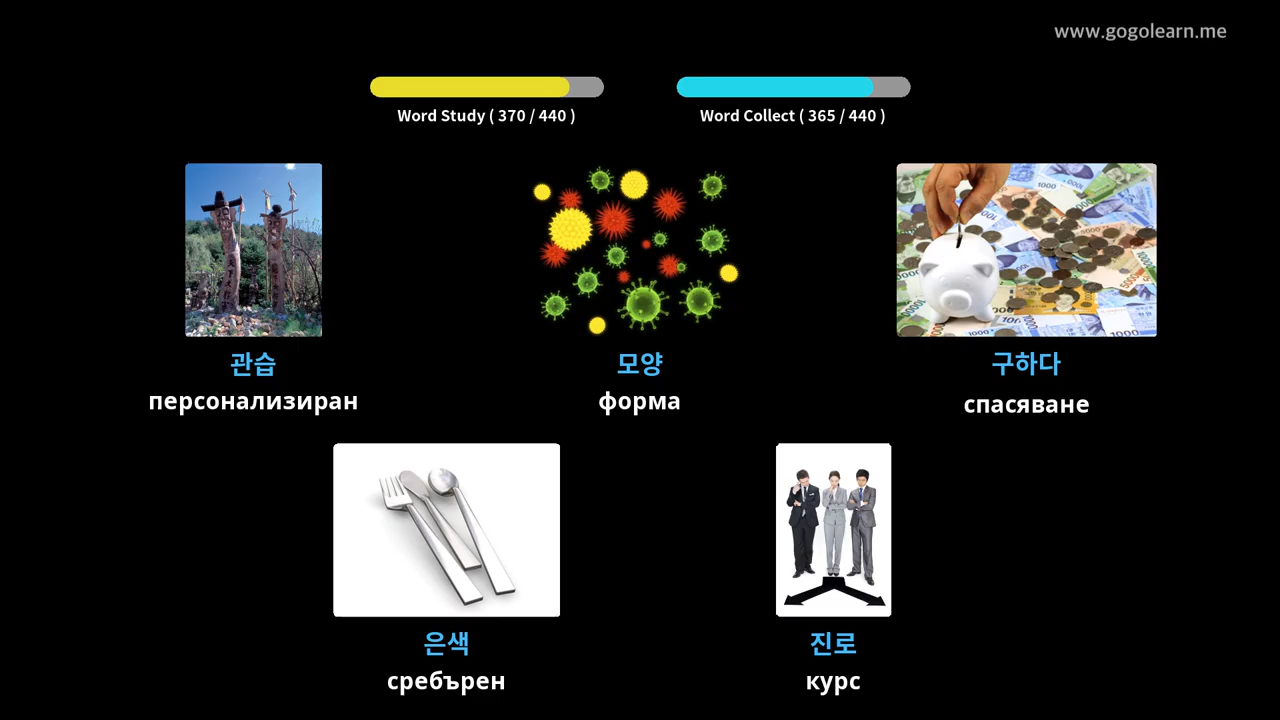 www.gogolearn.me
Word Study ( 370 / 440 )
Word Collect ( 365 / 440 )
관습
персонализиран
모양
форма
구하다
спасяване
은색
сребърен
진로
курс